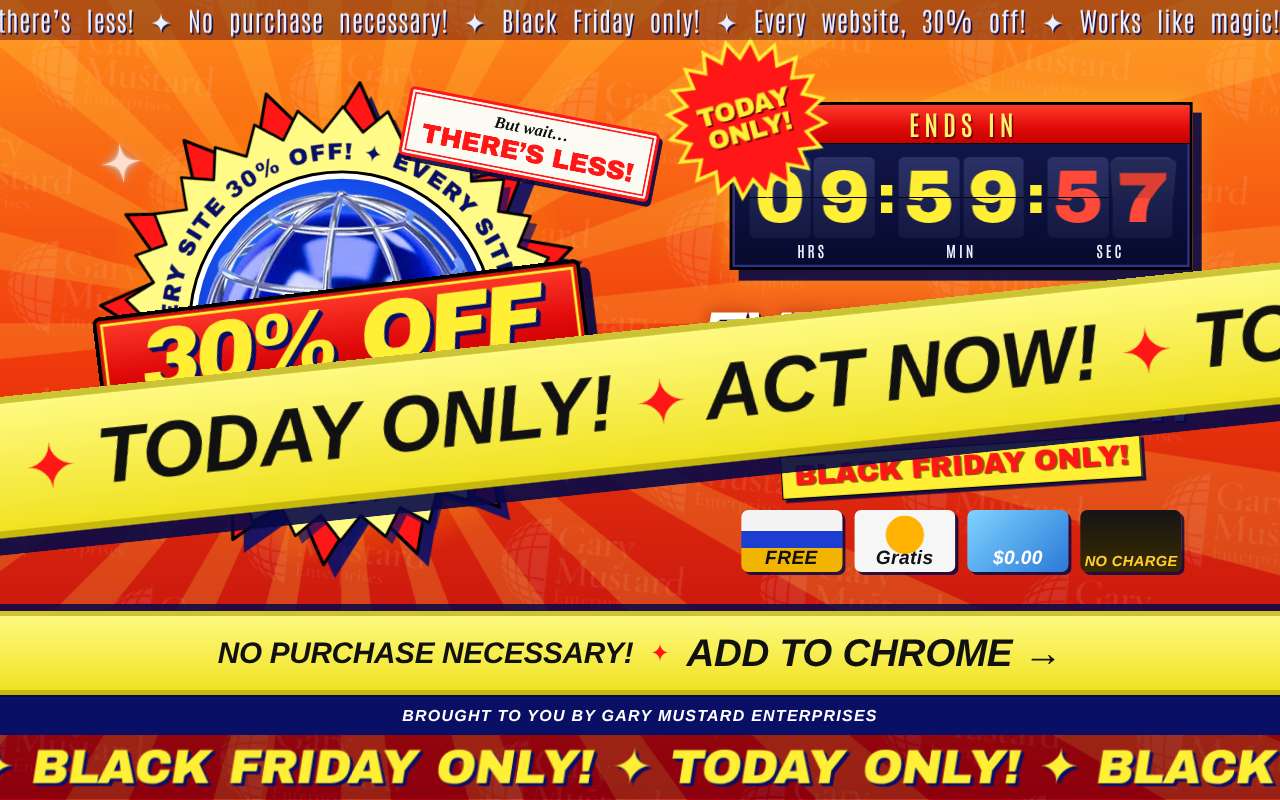 there's less! ✦ No purchase necessary! ✦ Black Friday only! ✦ Every website, 30% off! ✦ Works like magic!
TODAY ONLY!
ENDS IN
09:59:57
HRS MIN SEC
But wait...
THERE'S LESS!
SITE 30% OFF! ✦ EVERY
30% OFF
✦ TODAY ONLY! ✦ ACT NOW! ✦ TO
BLACK FRIDAY ONLY!
FREE
Gratis
$0.00
NO CHARGE
NO PURCHASE NECESSARY! ✦ ADD TO CHROME →
BROUGHT TO YOU BY GARY MUSTARD ENTERPRISES
✦ BLACK FRIDAY ONLY! ✦ TODAY ONLY! ✦ BLACK